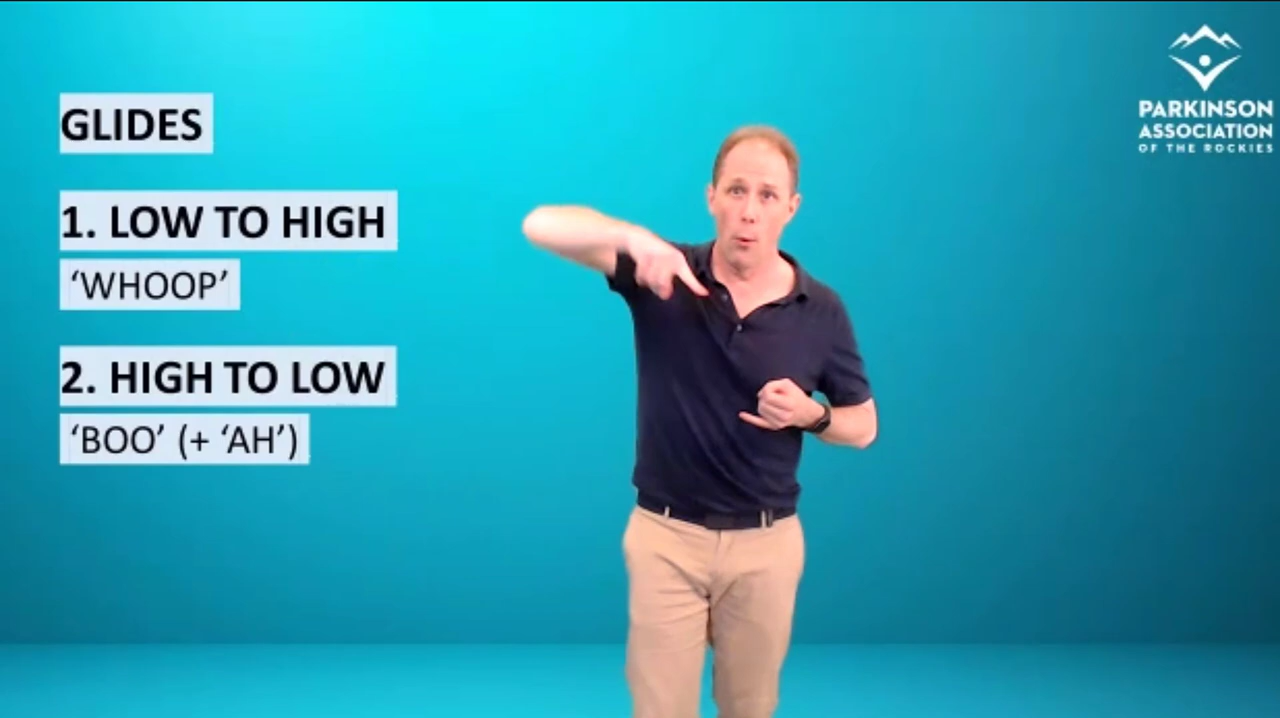 GLIDES
1. LOW TO HIGH
‘WHOOP’
2. HIGH TO LOW
‘BOO’ (+ ‘AH’)
PARKINSON
ASSOCIATION
OF THE ROCKIES